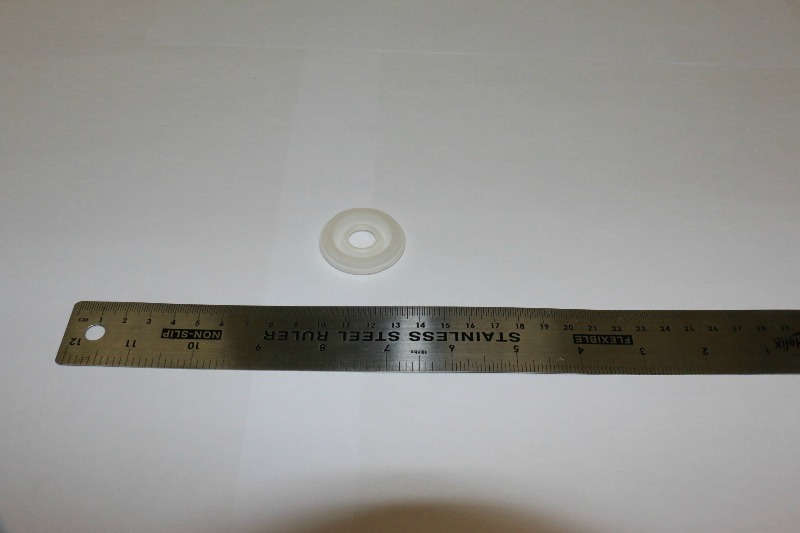 CM 1 2 3 4 5 6 7 8 9 10 11 12 13 14 15 16 17 18 19 20 21 22 23 24 25 26 27 28 29
NON-SLIP STAINLESS STEEL RULER FLEXIBLE
12 11 10 9 8 7 6 5 4 3 2 1